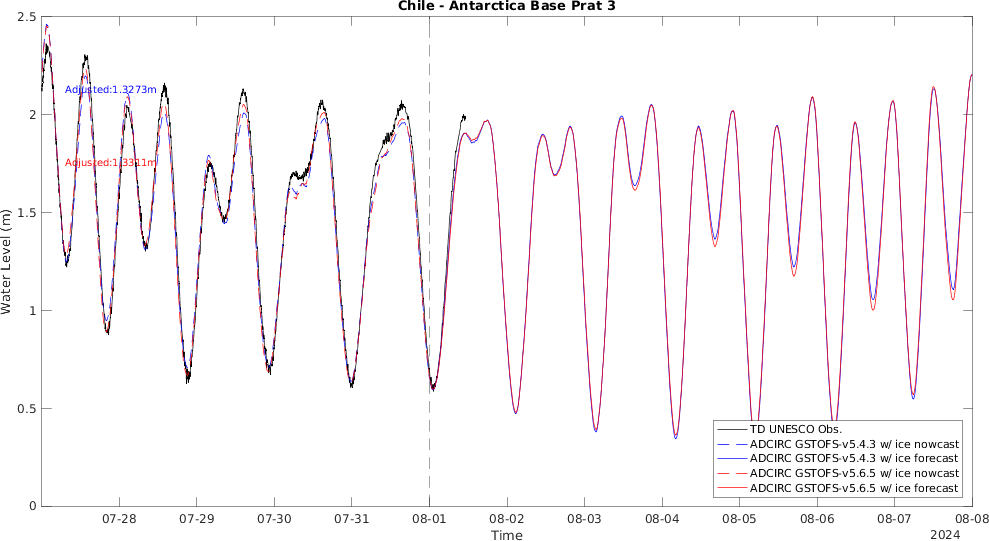 Chile - Antarctica Base Prat 3
2.5
2
1.5
1
0.5
0
Water Level (m)
Adjusted:1.3273m
Adjusted:1.3311m
TD UNESCO Obs.
ADCIRC GSTOFS-v5.4.3 w/ ice nowcast
ADCIRC GSTOFS-v5.4.3 w/ ice forecast
ADCIRC GSTOFS-v5.6.5 w/ ice nowcast
ADCIRC GSTOFS-v5.6.5 w/ ice forecast
07-28 07-29 07-30 07-31 08-01 08-02 08-03 08-04 08-05 08-06 08-07 08-08
Time
2024